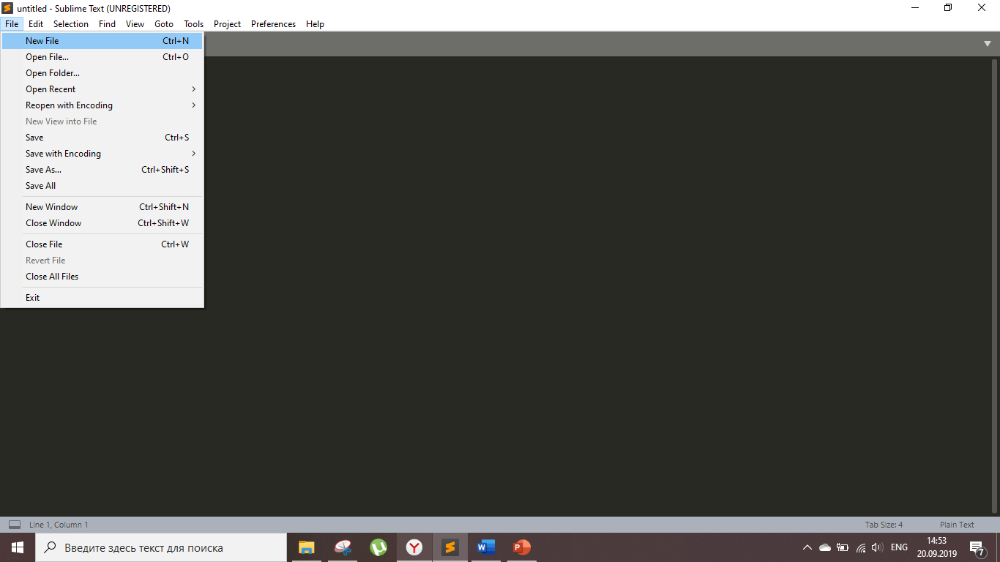 untitled - Sublime Text (UNREGISTERED)
File Edit Selection Find View Goto Tools Project Preferences Help
New File Ctrl+N
Open File... Ctrl+O
Open Folder...
Open Recent
Reopen with Encoding
New View into File
Save Ctrl+S
Save with Encoding
Save As... Ctrl+Shift+S
Save All
New Window Ctrl+Shift+N
Close Window Ctrl+Shift+W
Close File Ctrl+W
Revert File
Close All Files
Exit
Line 1, Column 1 Tab Size: 4 Plain Text
Введите здесь текст для поиска
ENG
14:53
20.09.2019
7